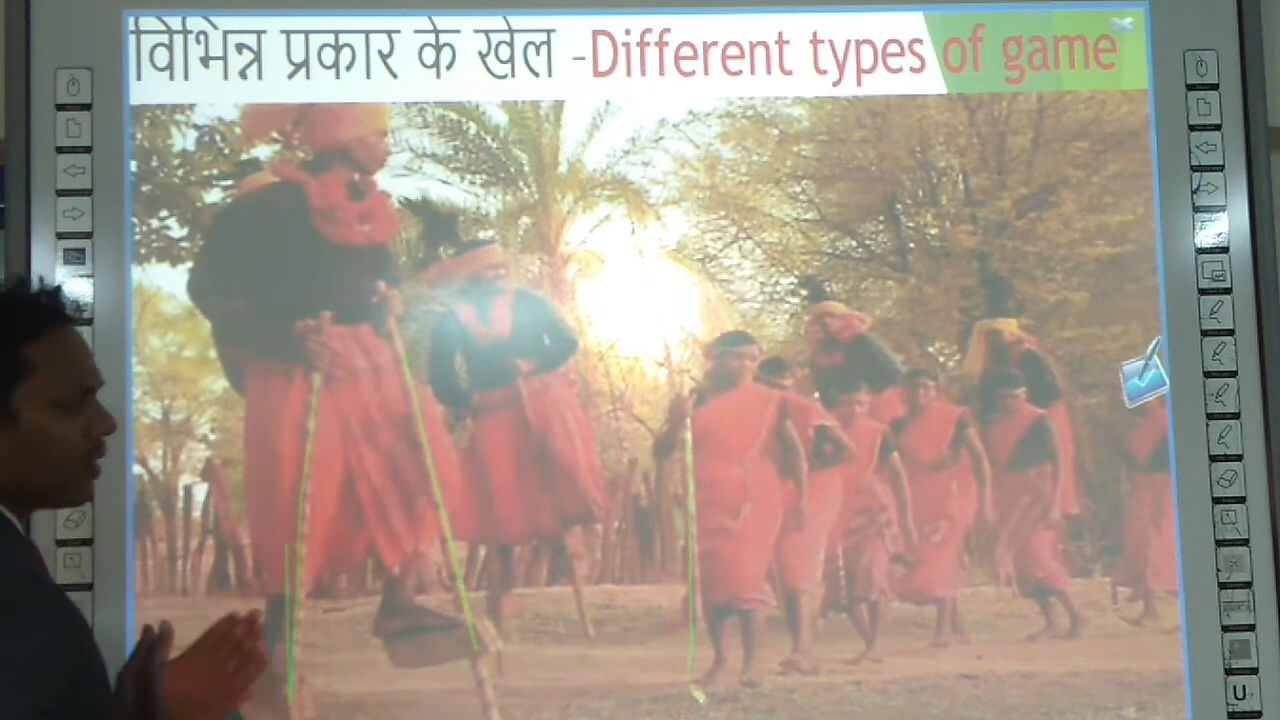 विभिन्न प्रकार के खेल -Different types of game
U